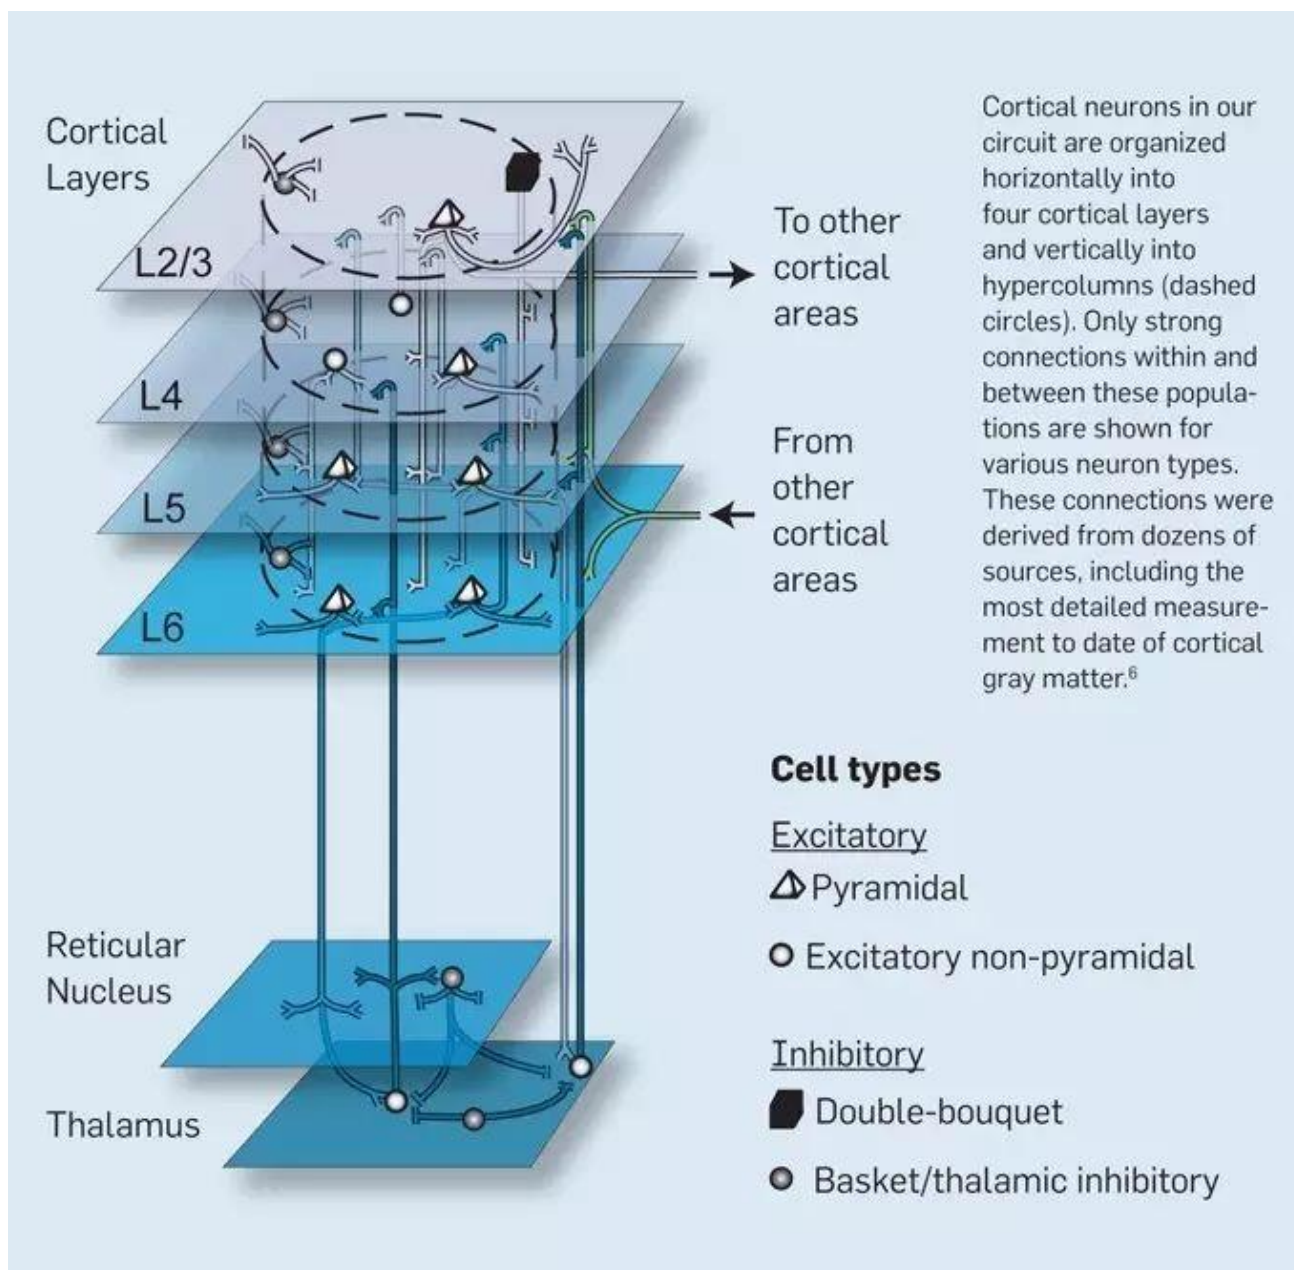 Cortical
Layers
L2/3
L4
L5
L6
To other
cortical
areas
From
other
cortical
areas
Cortical neurons in our
circuit are organized
horizontally into
four cortical layers
and vertically into
hypercolumns (dashed
circles). Only strong
connections within and
between these popula-
tions are shown for
various neuron types.
These connections were
derived from dozens of
sources, including the
most detailed measure-
ment to date of cortical
gray matter.⁶
Reticular
Nucleus
Thalamus
Cell types
Excitatory
Pyramidal
Excitatory non-pyramidal
Inhibitory
Double-bouquet
Basket/thalamic inhibitory